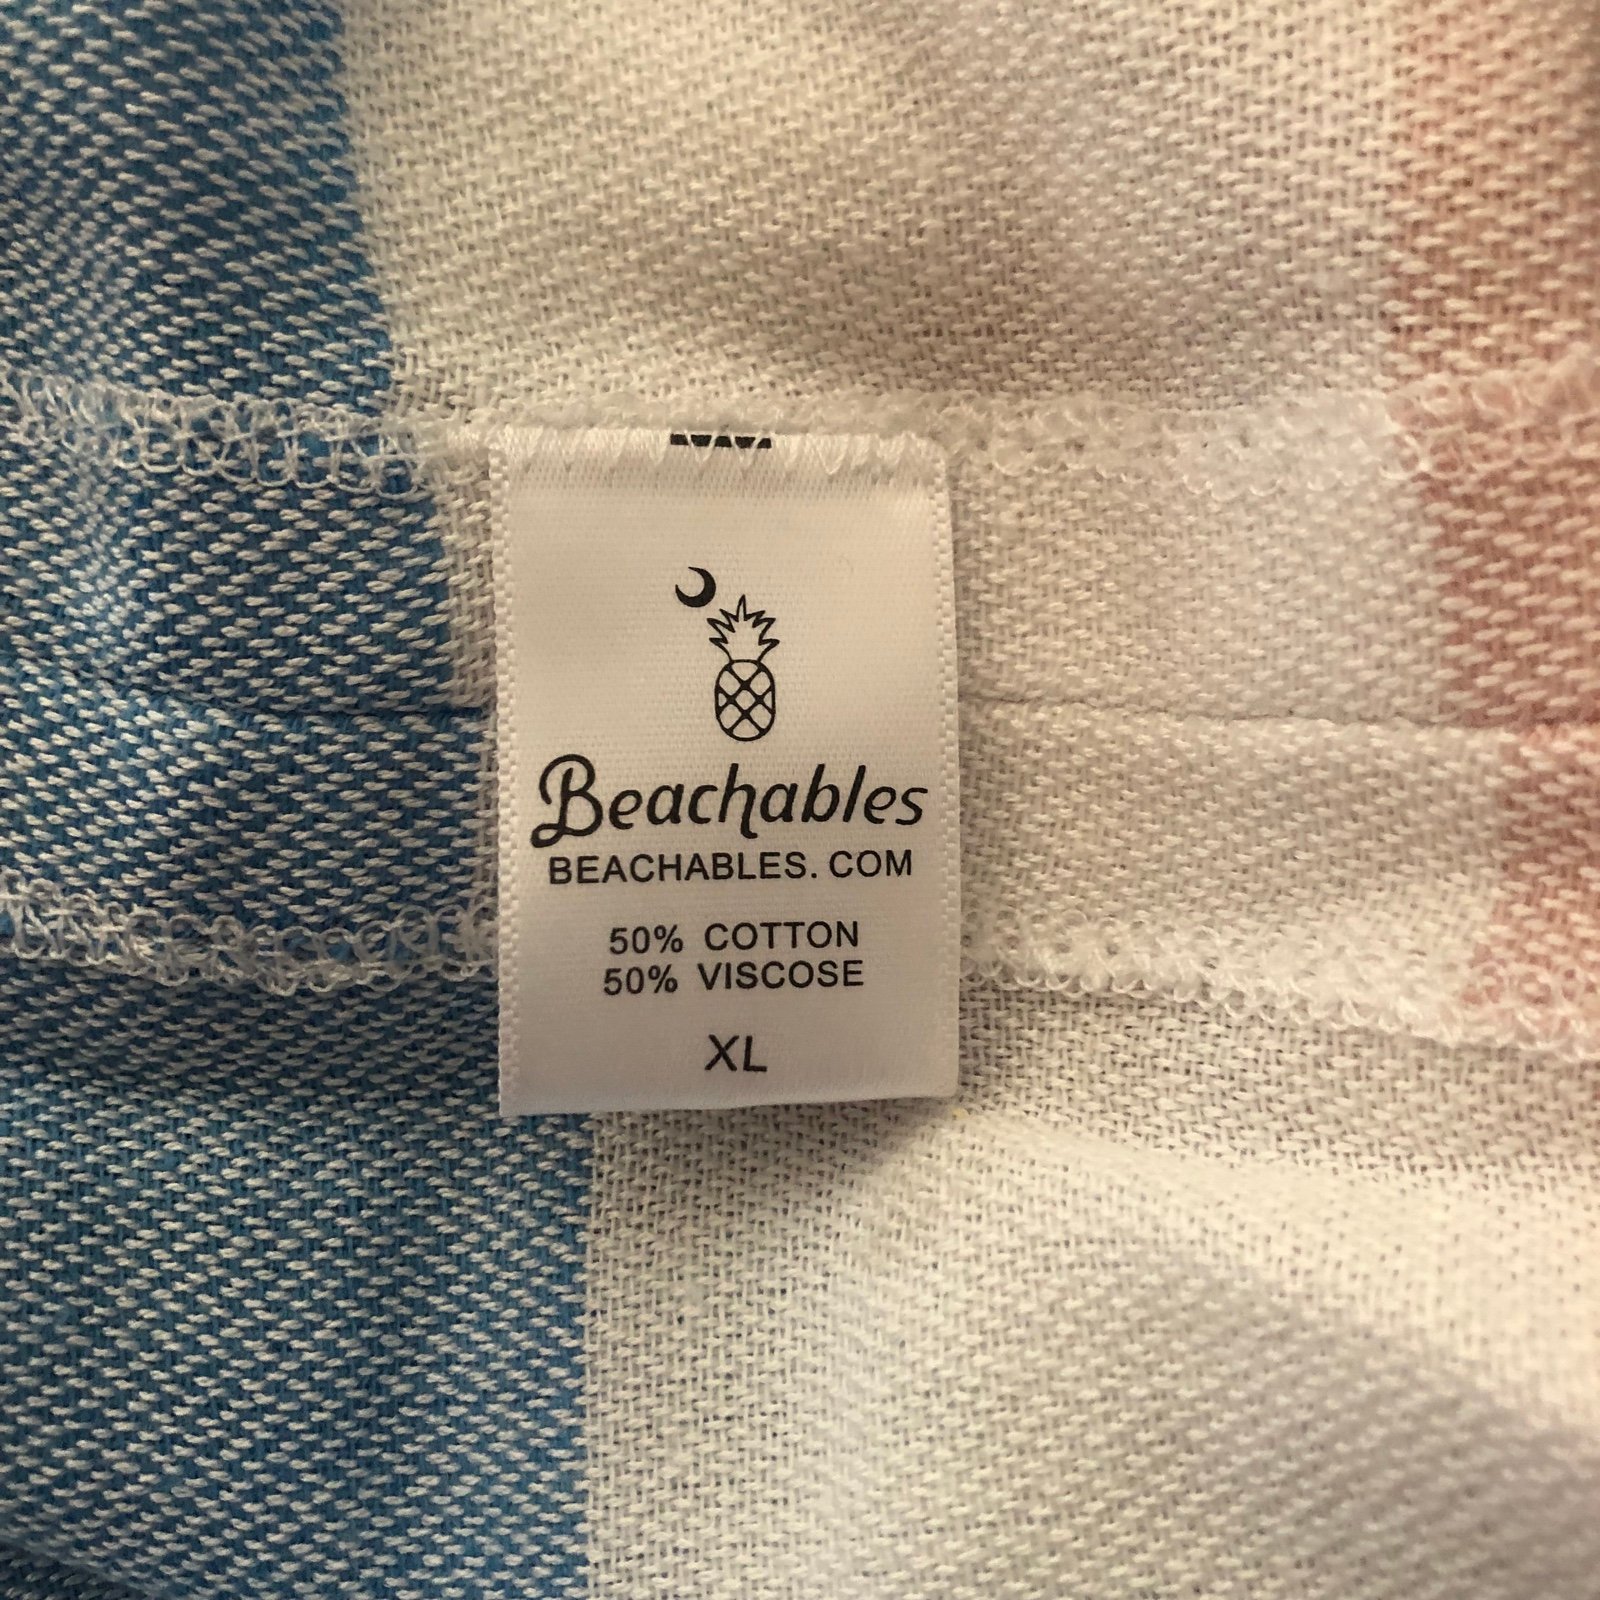 Beachables
BEACHABLES. COM
50% COTTON
50% VISCOSE
XL